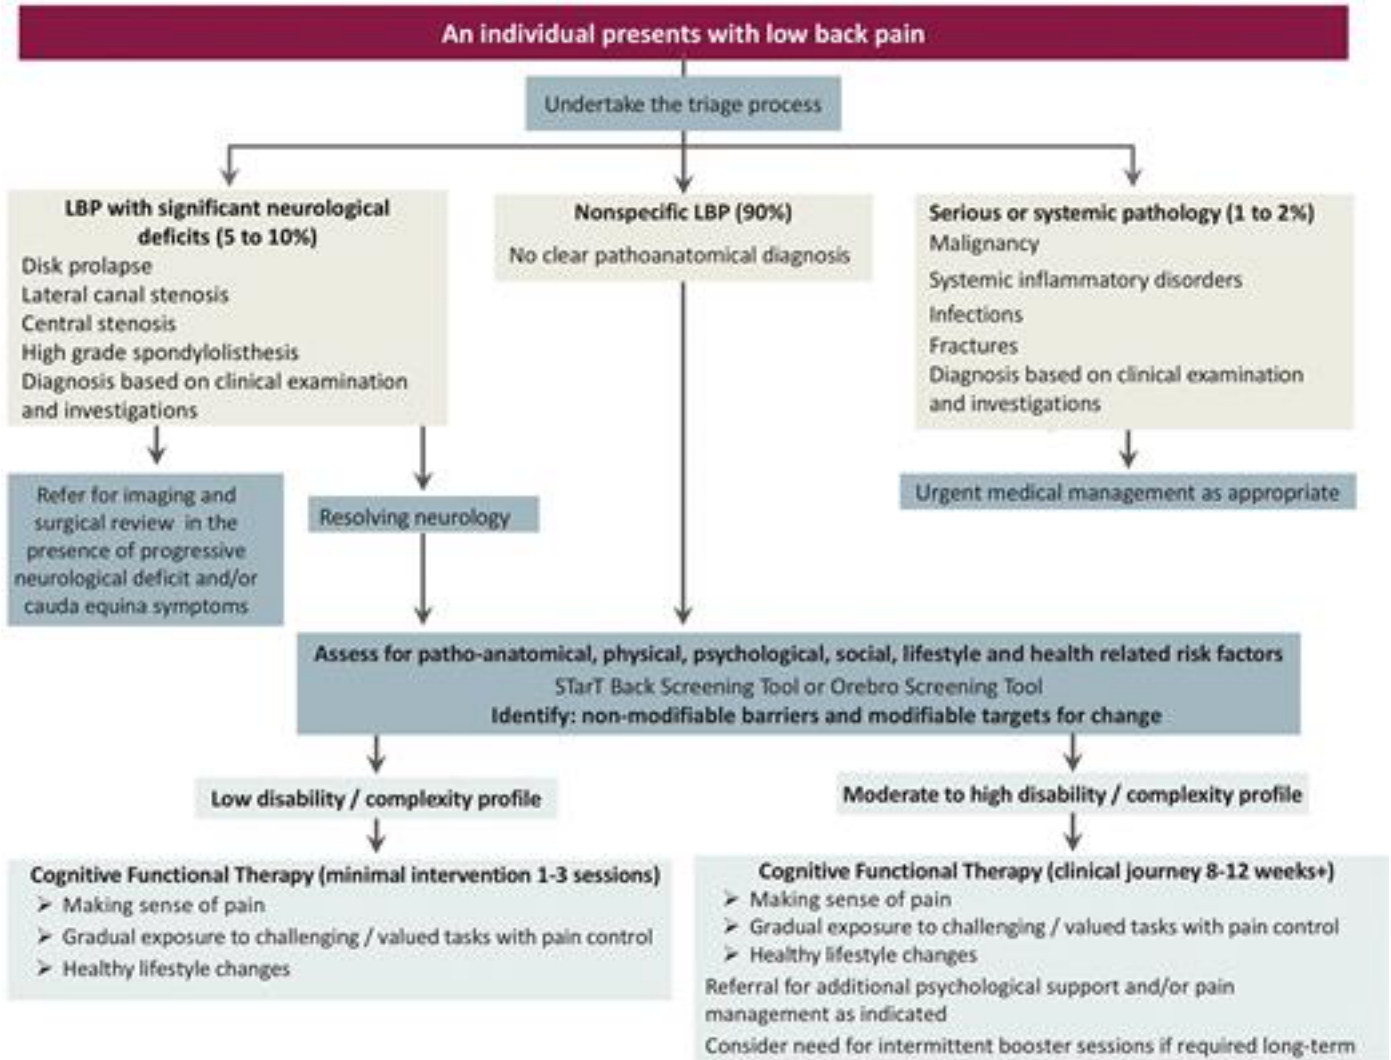 An individual presents with low back pain
Undertake the triage process
LBP with significant neurological
deficits (5 to 10%)
Disk prolapse
Lateral canal stenosis
Central stenosis
High grade spondylolisthesis
Diagnosis based on clinical examination
and investigations
Nonspecific LBP (90%)
No clear pathoanatomical diagnosis
Serious or systemic pathology (1 to 2%)
Malignancy
Systemic inflammatory disorders
Infections
Fractures
Diagnosis based on clinical examination
and investigations
Refer for imaging and
surgical review in the
presence of progressive
neurological deficit and/or
cauda equina symptoms
Resolving neurology
Urgent medical management as appropriate
Assess for patho-anatomical, physical, psychological, social, lifestyle and health related risk factors
STarT Back Screening Tool or Orebro Screening Tool
Identify: non-modifiable barriers and modifiable targets for change
Low disability / complexity profile
Moderate to high disability / complexity profile
Cognitive Functional Therapy (minimal intervention 1-3 sessions)
➤ Making sense of pain
➤ Gradual exposure to challenging / valued tasks with pain control
➤ Healthy lifestyle changes
Cognitive Functional Therapy (clinical journey 8-12 weeks+)
➤ Making sense of pain
➤ Gradual exposure to challenging / valued tasks with pain control
➤ Healthy lifestyle changes
Referral for additional psychological support and/or pain
management as indicated
Consider need for intermittent booster sessions if required long-term